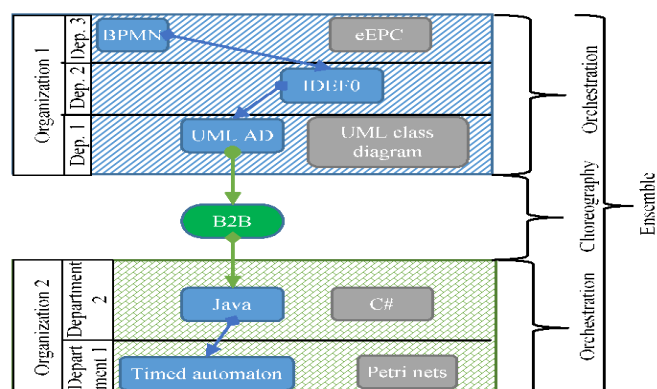 Organization 1
Dep. 3
BPMN
eEPC
Dep. 2
IDEF0
Dep. 1
UML AD
UML class
diagram
Orchestration
B2B
Choreography
Ensemble
Organization 2
Department
2
Java
C#
Orchestration
Depart
ment 1
Timed automaton
Petri nets